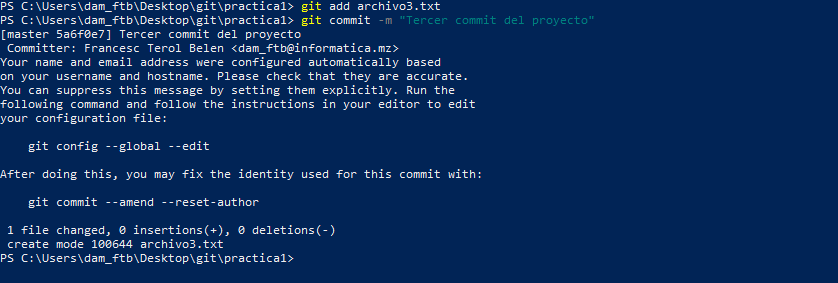 PS C:\Users\dam_ftb\Desktop\git\practica1> git add archivo3.txt
PS C:\Users\dam_ftb\Desktop\git\practica1> git commit -m "Tercer commit del proyecto"
[master 5a6f0e7] Tercer commit del proyecto
 Committer: Francesc Terol Belen <dam_ftb@informatica.mz>
Your name and email address were configured automatically based
on your username and hostname. Please check that they are accurate.
You can suppress this message by setting them explicitly. Run the
following command and follow the instructions in your editor to edit
your configuration file:

    git config --global --edit

After doing this, you may fix the identity used for this commit with:

    git commit --amend --reset-author

 1 file changed, 0 insertions(+), 0 deletions(-)
 create mode 100644 archivo3.txt
PS C:\Users\dam_ftb\Desktop\git\practica1>